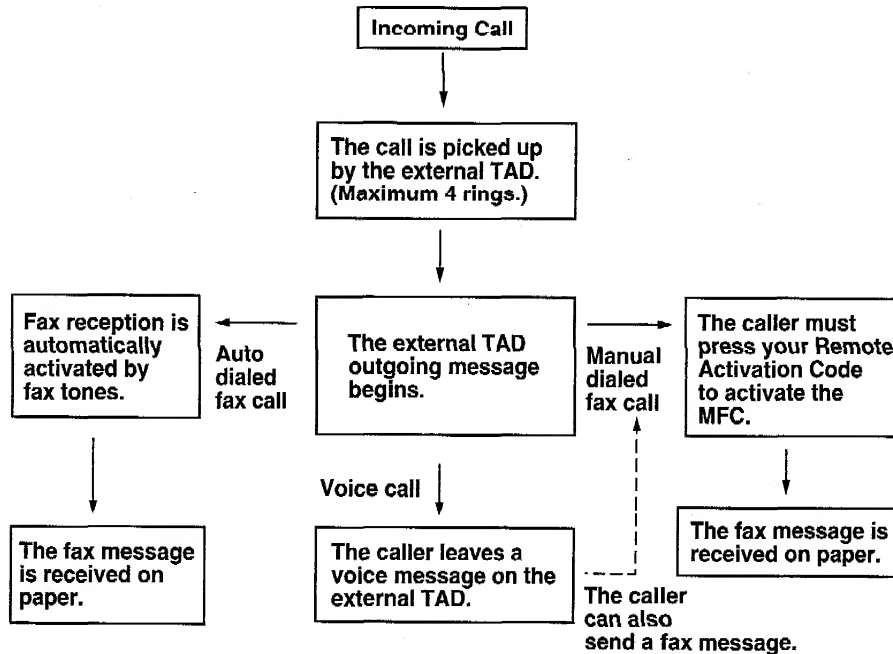 Incoming Call
The call is picked up
by the external TAD.
(Maximum 4 rings.)
Fax reception is
automatically
activated by
fax tones.
Auto
dialed
fax call
The external TAD
outgoing message
begins.
Manual
dialed
fax call
The caller must
press your Remote
Activation Code
to activate the
MFC.
Voice call
The fax message
is received on
paper.
The caller leaves a
voice message on the
external TAD.
The caller
can also
send a fax message.
The fax message is
received on paper.